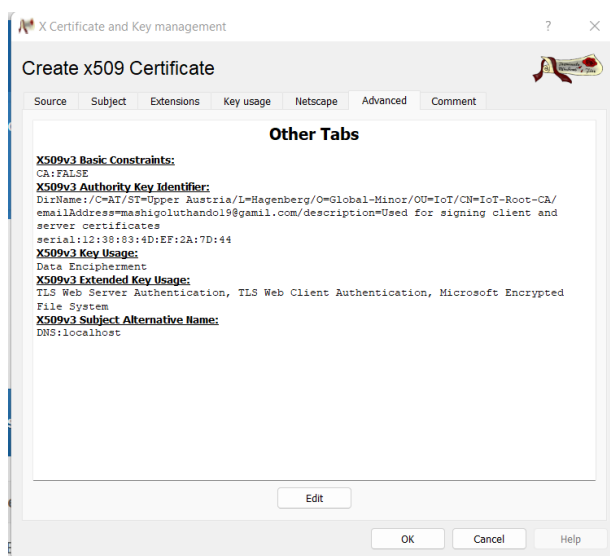 X Certificate and Key management
?
Create x509 Certificate
Source Subject Extensions Key usage Netscape Advanced Comment
Other Tabs
X509v3 Basic Constraints:
CA:FALSE
X509v3 Authority Key Identifier:
DirName:/C=AT/ST=Upper Austria/L=Hagenberg/O=Global-Minor/OU=IoT/CN=IoT-Root-CA/
emailAddress=mashigoluthando19@gamil.com/description=Used for signing client and
server certificates
serial:12:38:83:4D:EF:2A:7D:44
X509v3 Key Usage:
Data Encipherment
X509v3 Extended Key Usage:
TLS Web Server Authentication, TLS Web Client Authentication, Microsoft Encrypted
File System
X509v3 Subject Alternative Name:
DNS:localhost
Edit
OK Cancel Help